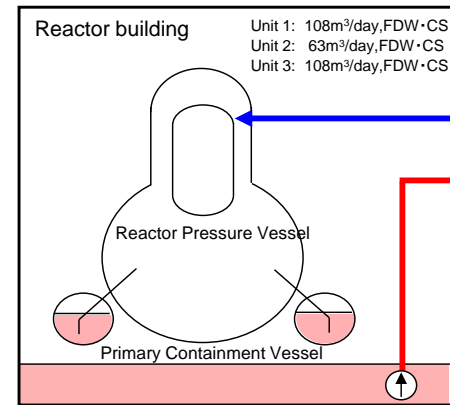 Reactor building
Unit 1: 108m³/day,FDW・CS
Unit 2: 63m³/day,FDW・CS
Unit 3: 108m³/day,FDW・CS
Reactor Pressure Vessel
Primary Containment Vessel